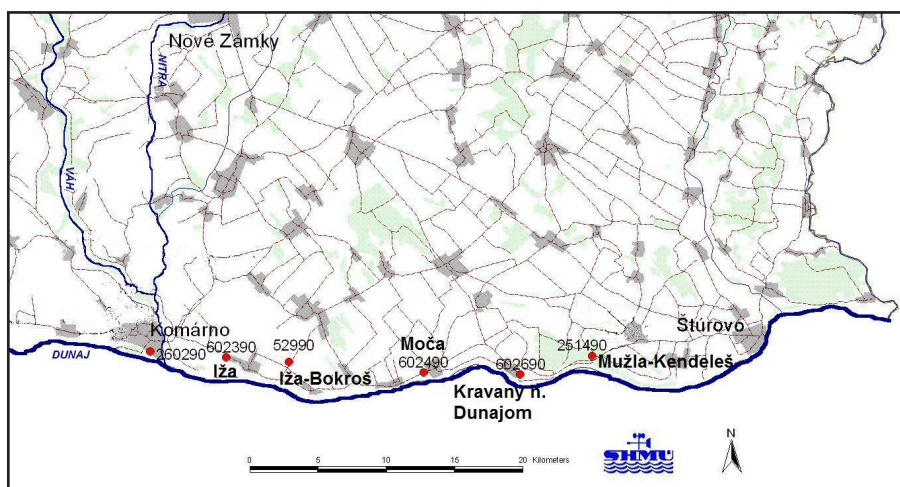 Nové Zámky
NITRA
VÁH
Komárno
260290
602390
Iža
52990
Iža-Bokroš
Moča
602490
Kravany n.
Dunajom
602690
251490
Mužla-Kendeleš
Štúrovo
DUNAJ
N
0 5 10 15 20 Kilometers
SHMÚ